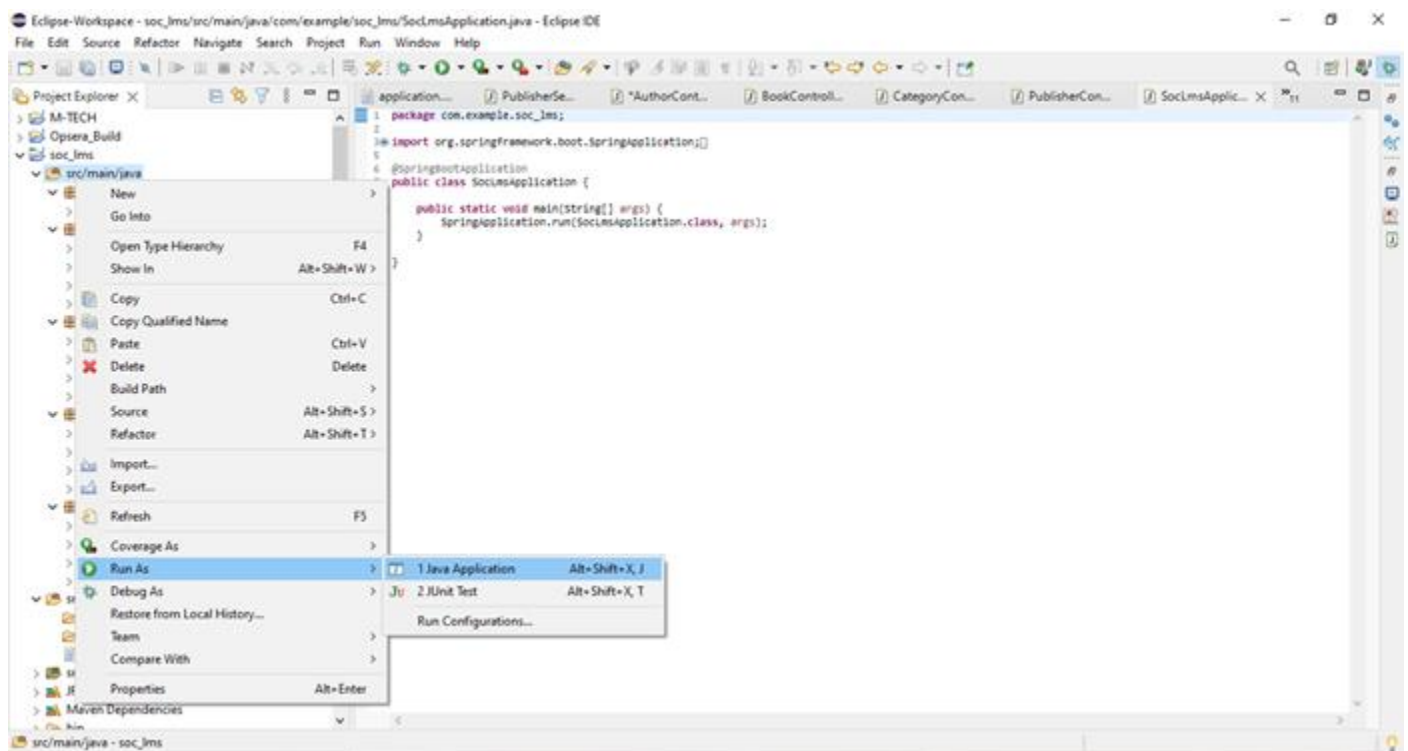 Eclipse-Workspace - soc_lms/src/main/java/com/example/soc_lms/SocLmsApplication.java - Eclipse IDE
File Edit Source Refactor Navigate Search Project Run Window Help
Project Explorer
application.... PublisherSe... *AuthorCont... BookControll... CategoryCon... PublisherCon... SocLmsApplic... »11
M-TECH
Opsera_Build
soc_lms
src/main/java
1 package com.example.soc_lms;
2
3 import org.springframework.boot.SpringApplication;
5
6 @SpringBootApplication
public class SocLmsApplication {
public static void main(String[] args) {
SpringApplication.run(SocLmsApplication.class, args);
}
}
New
Go Into
Open Type Hierarchy F4
Show In Alt+Shift+W >
Copy Ctrl+C
Copy Qualified Name
Paste Ctrl+V
Delete Delete
Build Path
Source Alt+Shift+S >
Refactor Alt+Shift+T >
Import...
Export...
Refresh F5
Coverage As
Run As
Debug As
Restore from Local History...
Team
Compare With
Properties Alt+Enter
1 Java Application Alt+Shift+X, J
2 JUnit Test Alt+Shift+X, T
Run Configurations...
Maven Dependencies
bin
src/main/java - soc_lms